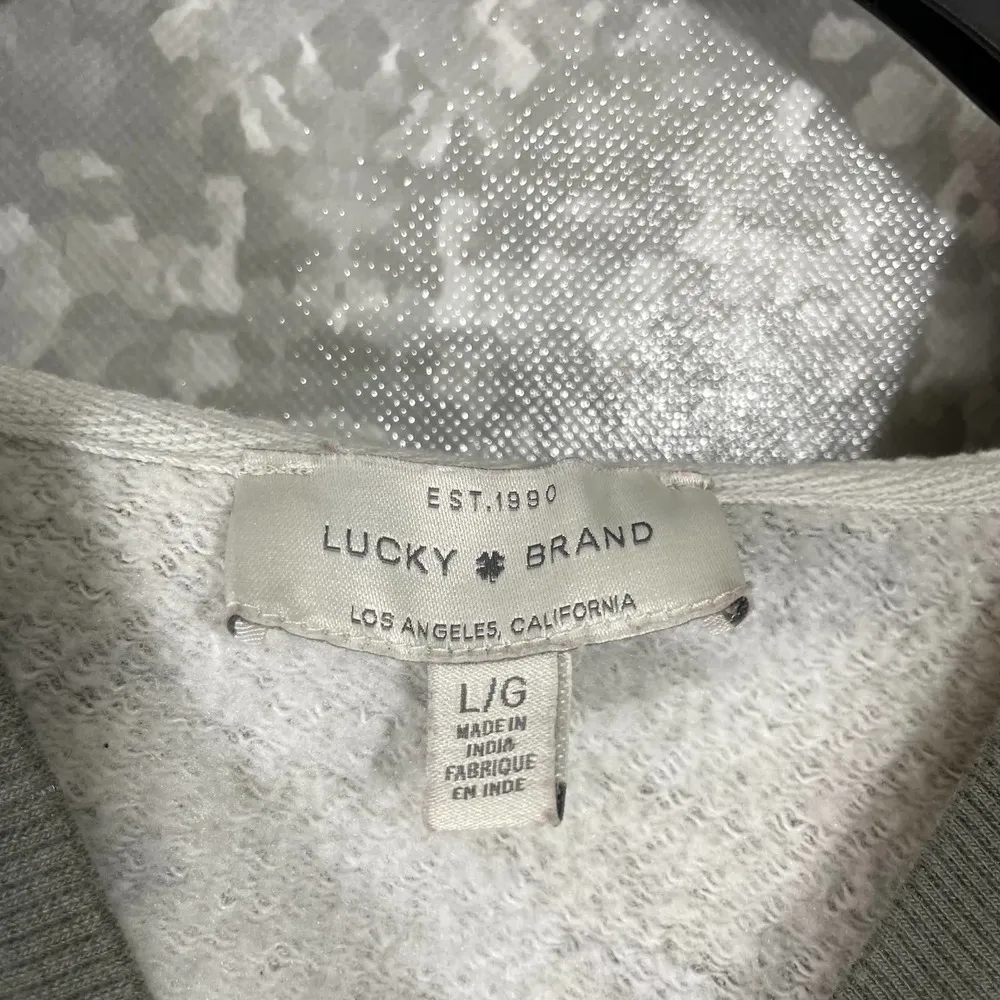 EST.1990
LUCKY BRAND
LOS ANGELES, CALIFORNIA
L/G
MADE IN
INDIA
FABRIQUE
EN INDE